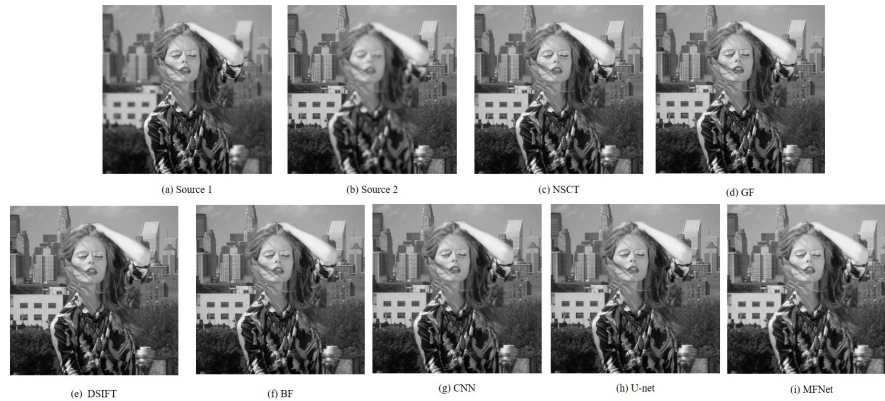 (a) Source 1
(b) Source 2
(c) NSCT
(d) GF
(e) DSIFT
(f) BF
(g) CNN
(h) U-net
(i) MFNet